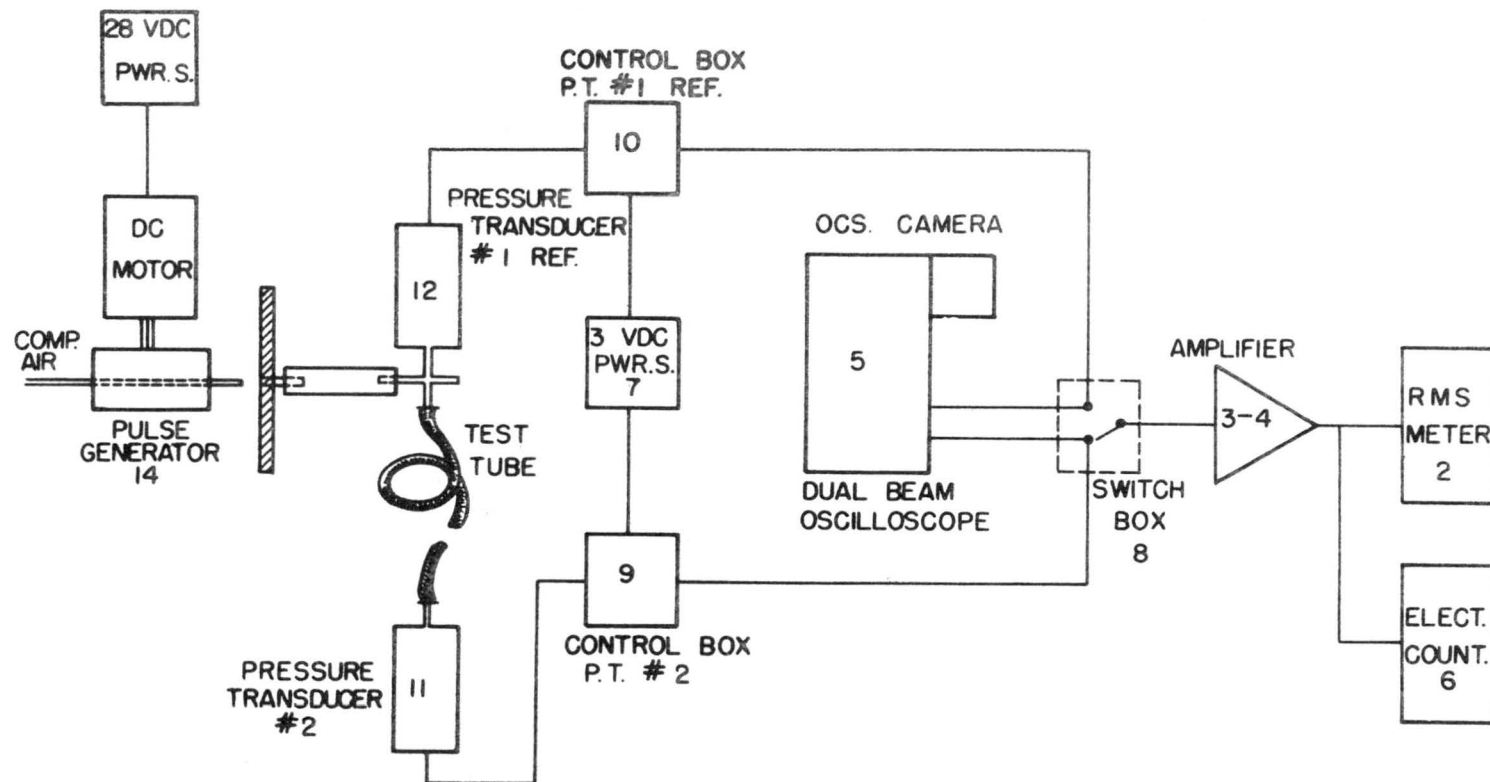 28 VDC
PWR. S.
CONTROL BOX
P.T. #1 REF.
10
DC
MOTOR
PRESSURE
TRANSDUCER
#1 REF.
12
OCS. CAMERA
COMP.
AIR
3 VDC
PWR.S.
7
5
AMPLIFIER
3-4
RMS
METER
2
PULSE
GENERATOR
14
TEST
TUBE
DUAL BEAM
OSCILLOSCOPE
SWITCH
BOX
8
9
CONTROL BOX
P.T. #2
PRESSURE
TRANSDUCER
#2
11
ELECT.
COUNT.
6